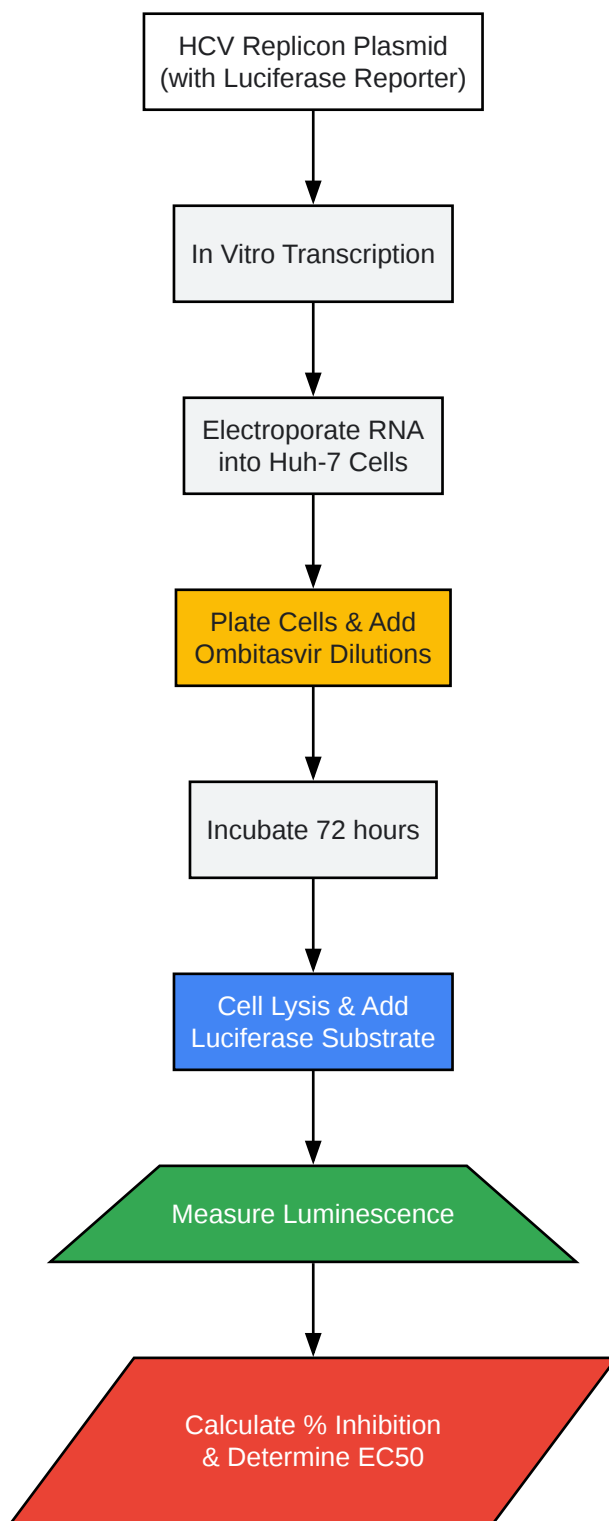 HCV Replicon Plasmid
(with Luciferase Reporter)
In Vitro Transcription
Electroporate RNA
into Huh-7 Cells
Plate Cells & Add
Ombitasvir Dilutions
Incubate 72 hours
Cell Lysis & Add
Luciferase Substrate
Measure Luminescence
Calculate % Inhibition
& Determine EC50